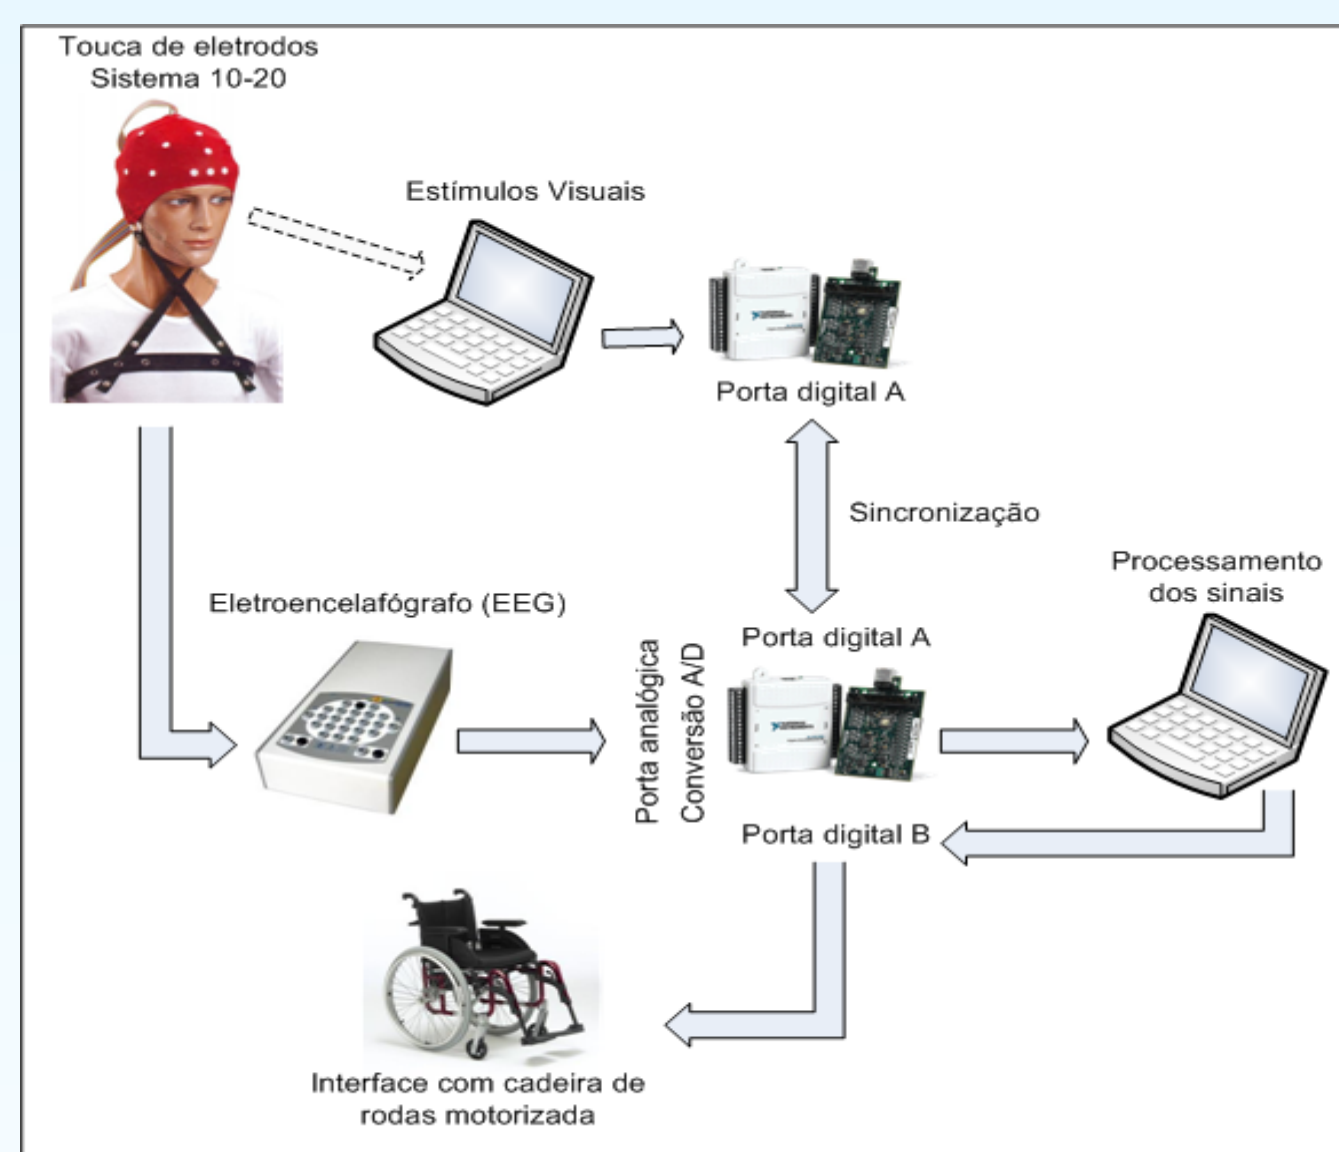 Touca de eletrodos
Sistema 10-20
Estímulos Visuais
Porta digital A
Sincronização
Processamento
dos sinais
Eletroencelafógrafo (EEG)
Porta analógica
Conversão A/D
Porta digital A
Porta digital B
Interface com cadeira de
rodas motorizada